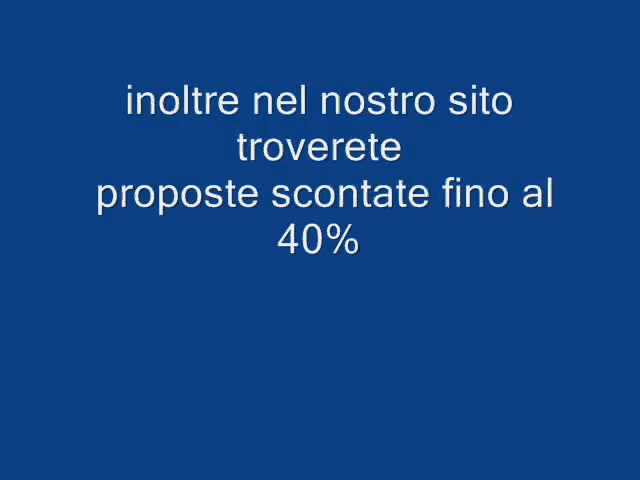 inoltre nel nostro sito
troverete
proposte scontate fino al
40%